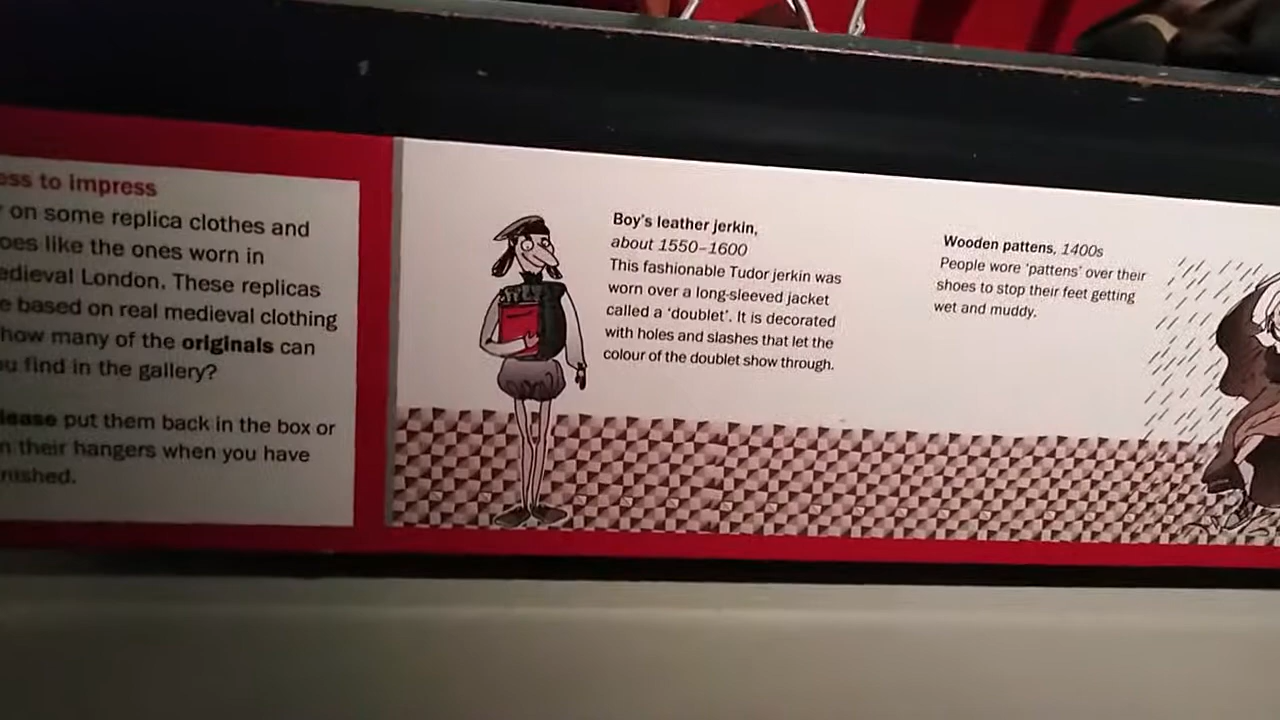 ess to impress
on some replica clothes and
oes like the ones worn in
edieval London. These replicas
e based on real medieval clothing
how many of the originals can
u find in the gallery?
lease put them back in the box or
n their hangers when you have
nished.
Boy's leather jerkin,
about 1550–1600
This fashionable Tudor jerkin was
worn over a long-sleeved jacket
called a 'doublet'. It is decorated
with holes and slashes that let the
colour of the doublet show through.
Wooden pattens, 1400s
People wore 'pattens' over their
shoes to stop their feet getting
wet and muddy.